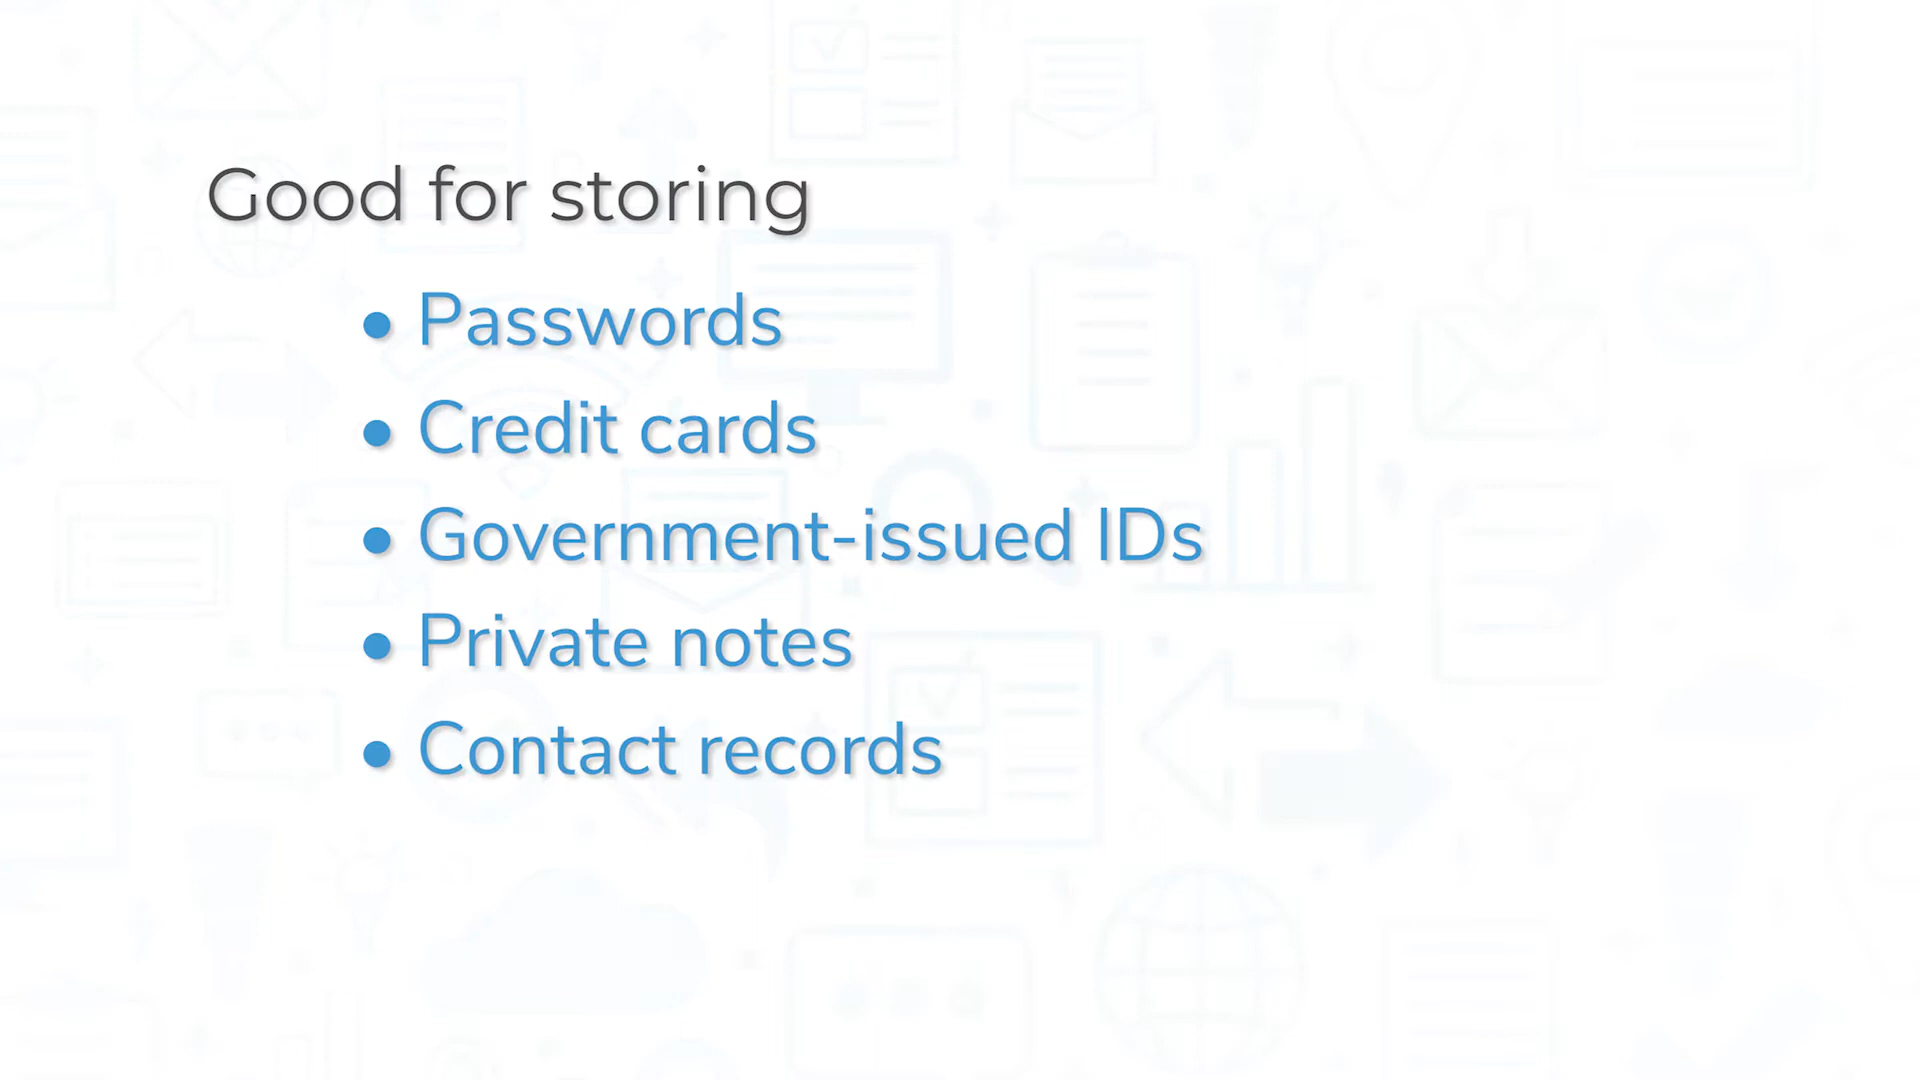 Good for storing
• Passwords
• Credit cards
• Government-issued IDs
• Private notes
• Contact records